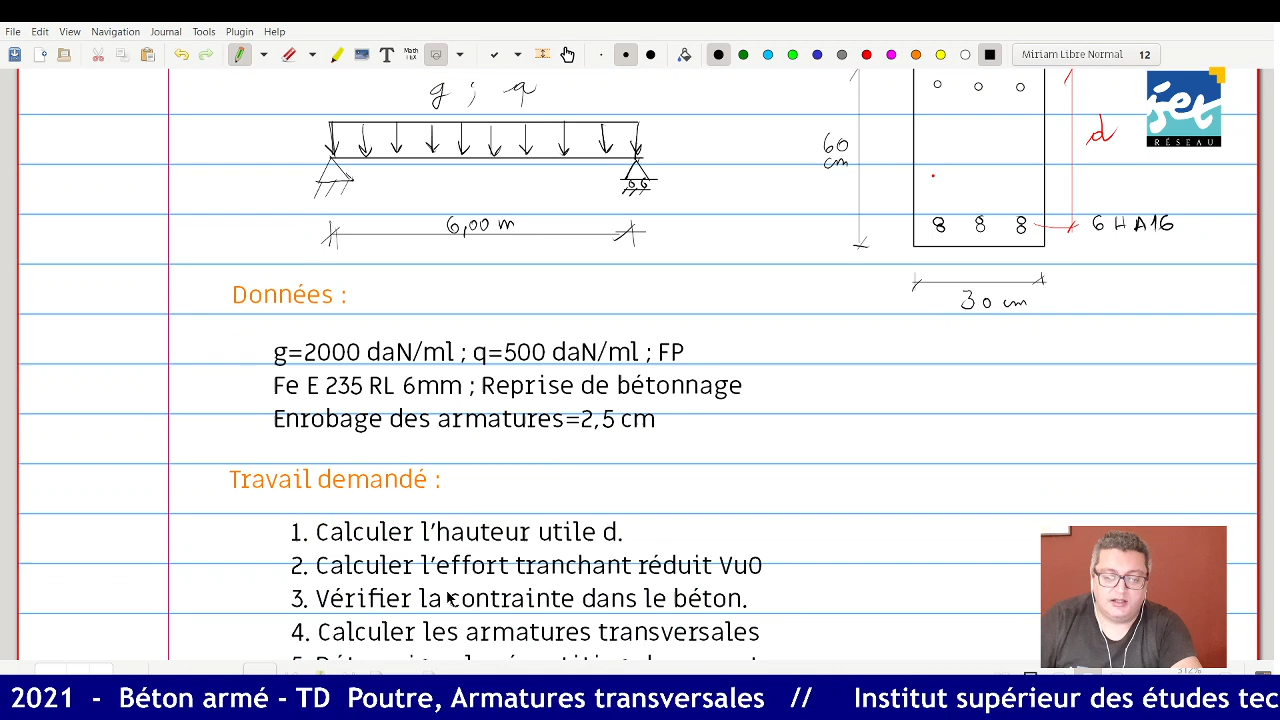 File Edit View Navigation Journal Tools Plugin Help
Miriam Libre Normal 12
g ; q
jset
RÉSEAU
60
cm
d
6,00 m
6 HA16
30 cm
Données :
g=2000 daN/ml ; q=500 daN/ml ; FP
Fe E 235 RL 6mm ; Reprise de bétonnage
Enrobage des armatures=2,5 cm
Travail demandé :
1. Calculer l'hauteur utile d.
2. Calculer l'effort tranchant réduit Vu0
3. Vérifier la contrainte dans le béton.
4. Calculer les armatures transversales
2021 - Béton armé - TD Poutre, Armatures transversales // Institut supérieur des études tec